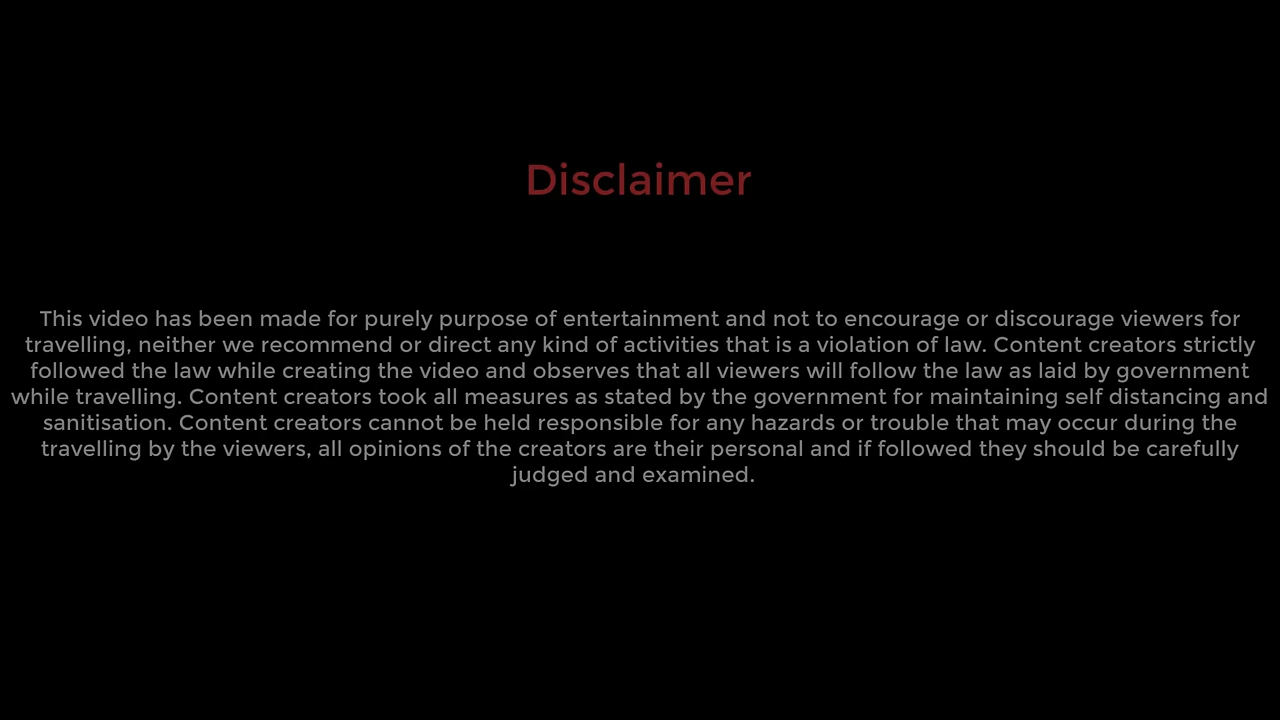 Disclaimer
This video has been made for purely purpose of entertainment and not to encourage or discourage viewers for
travelling, neither we recommend or direct any kind of activities that is a violation of law. Content creators strictly
followed the law while creating the video and observes that all viewers will follow the law as laid by government
while travelling. Content creators took all measures as stated by the government for maintaining self distancing and
sanitisation. Content creators cannot be held responsible for any hazards or trouble that may occur during the
travelling by the viewers, all opinions of the creators are their personal and if followed they should be carefully
judged and examined.